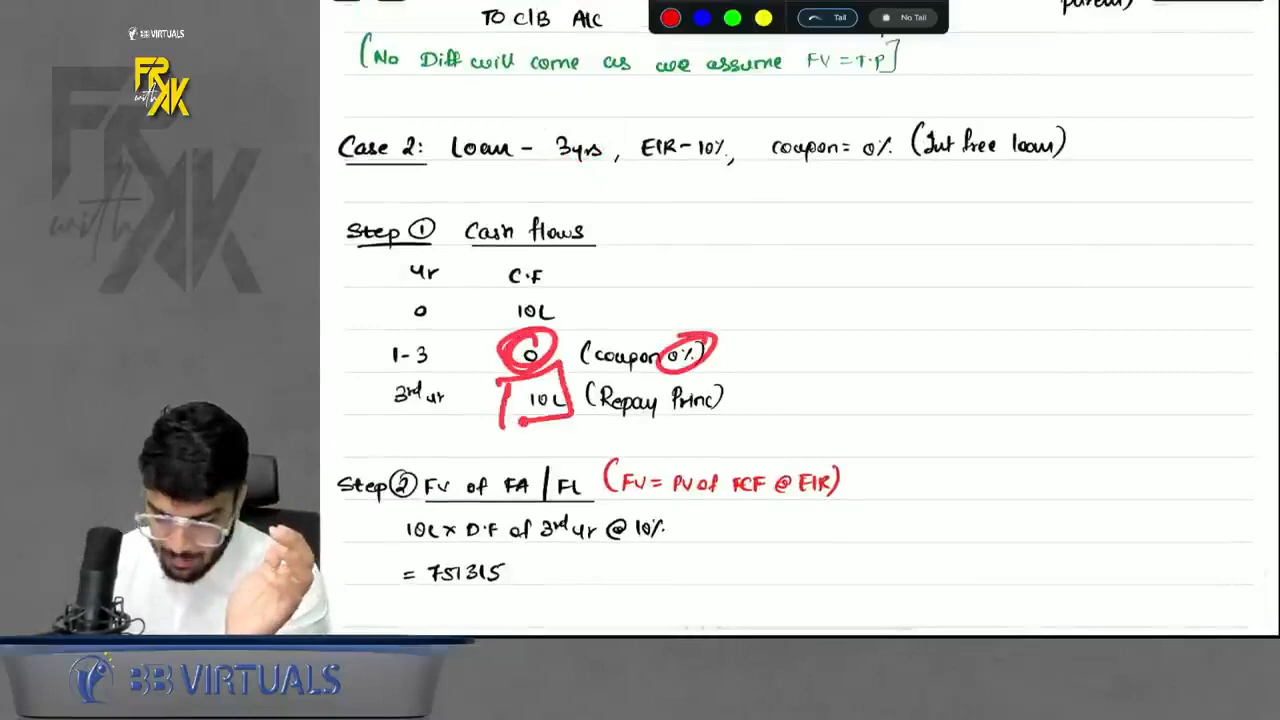 parent)
TO C/B A/C
Tail
No Tail
BB VIRTUALS
FR with KK
(No Diff will come as we assume FV = T.P]
Case 2: Loan - 3yrs, EIR - 10%, coupon = 0% (Int free loan)
Step ① Cash flows
Yr C.F
0 10L
1-3 0 (coupon 0%)
3rd yr 10L (Repay Princ)
Step ② FV of FA / FL (FV = PV of FCF @ EIR)
10L x D.F of 3rd yr @ 10%
= 751315
BB VIRTUALS